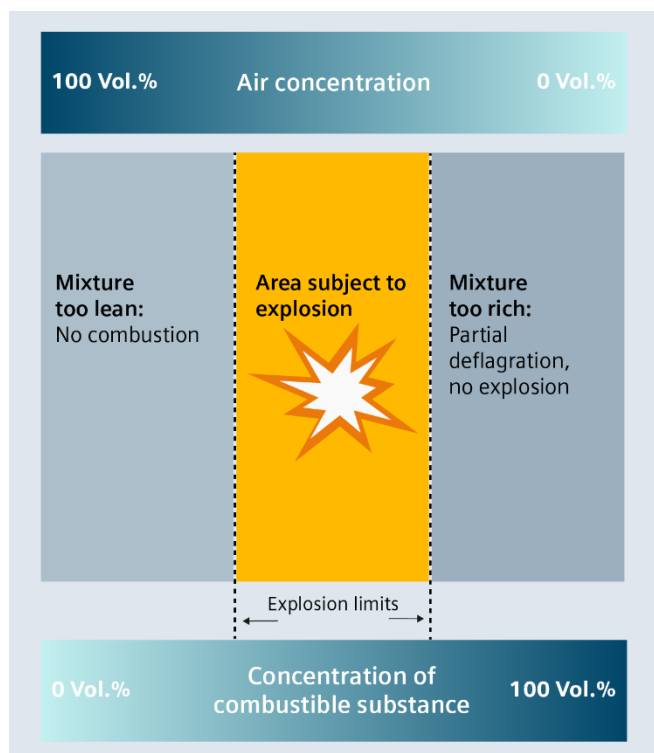 100 Vol.% Air concentration 0 Vol.%
Mixture
too lean:
No combustion
Area subject to
explosion
Mixture
too rich:
Partial
deflagration,
no explosion
Explosion limits
0 Vol.% Concentration of
combustible substance 100 Vol.%